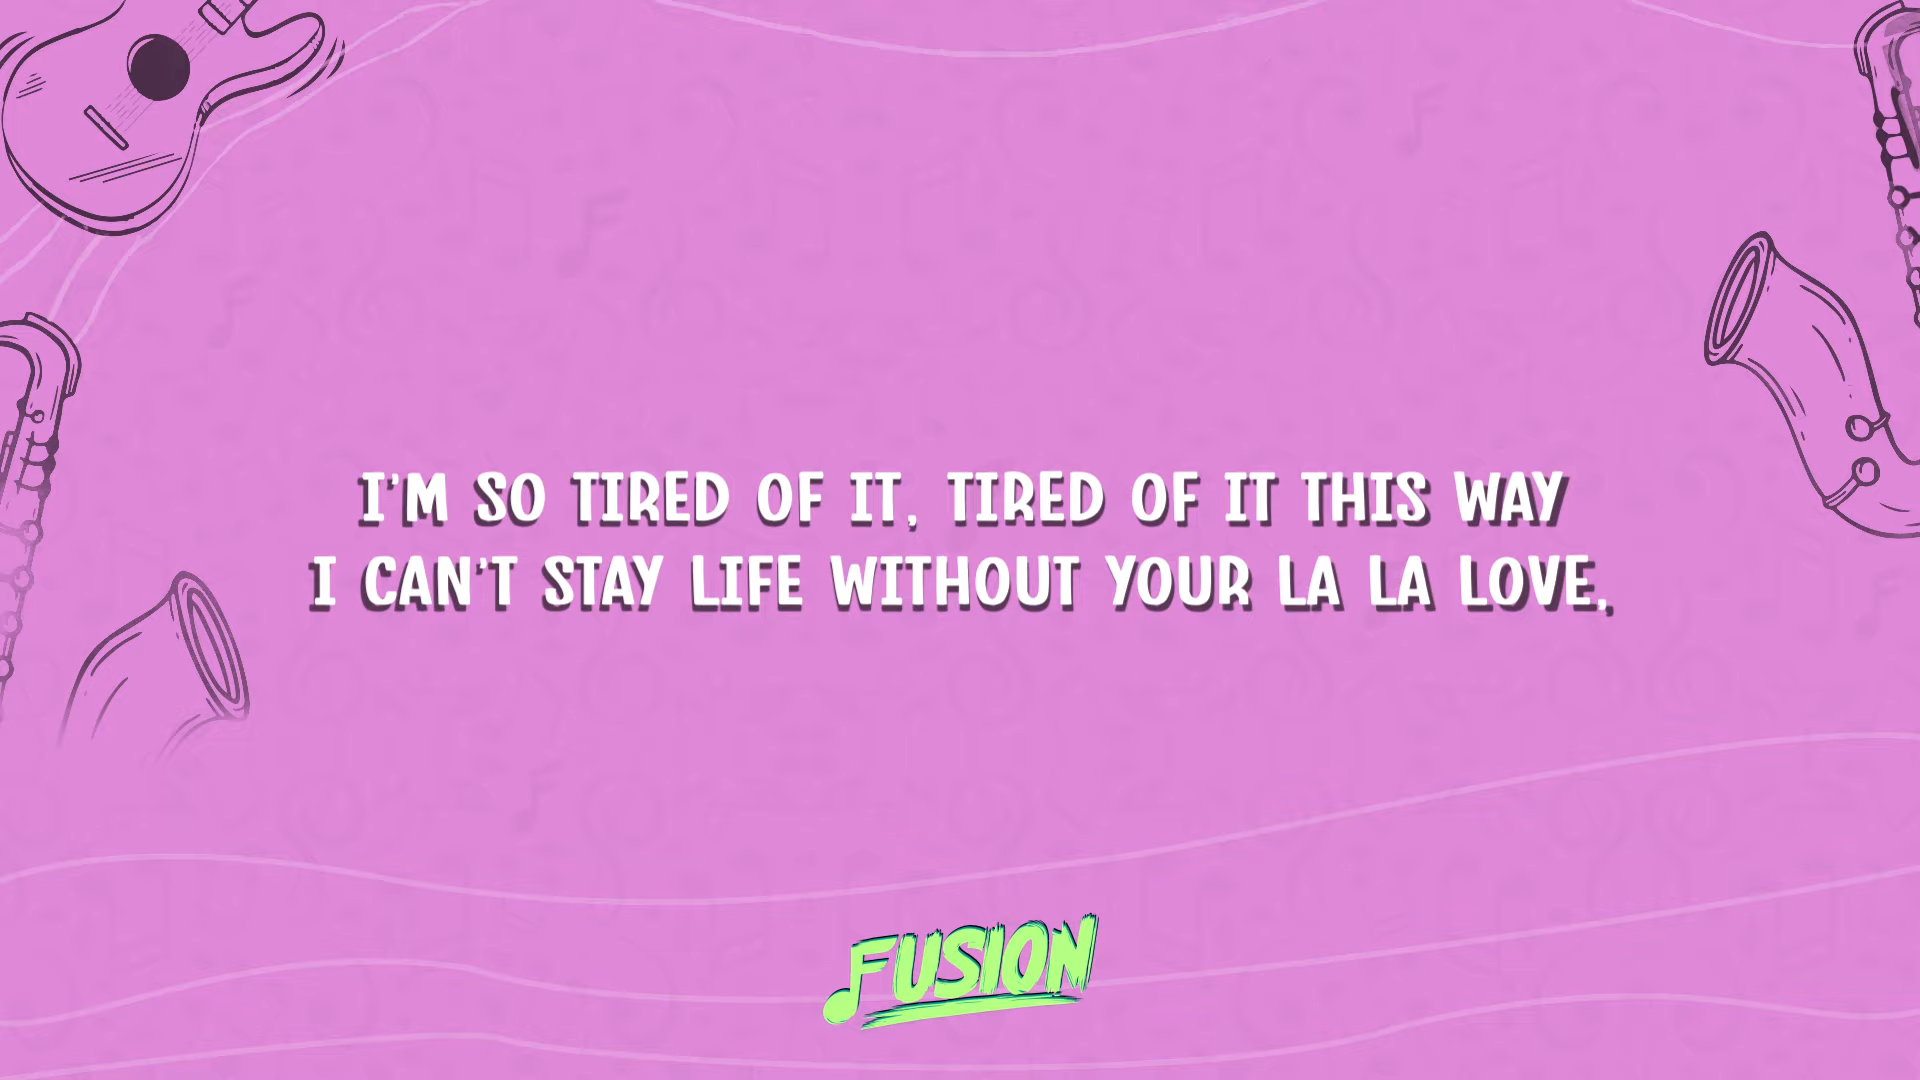 I'M SO TIRED OF IT, TIRED OF IT THIS WAY
I CAN'T STAY LIFE WITHOUT YOUR LA LA LOVE,
FUSION